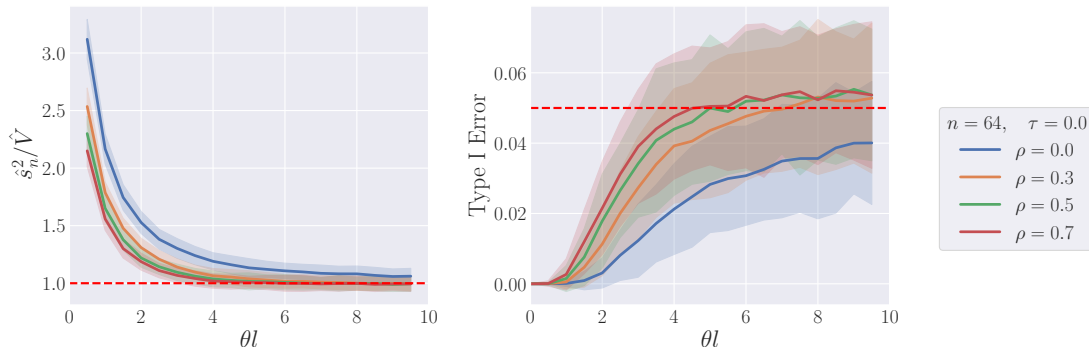 3.0
2.5
2.0
1.5
1.0
0 2 4 6 8 10
θl
ŝ²ₙ/V̂
0.06
0.04
0.02
0.00
0 2 4 6 8 10
θl
Type I Error
n = 64, τ = 0.0
ρ = 0.0
ρ = 0.3
ρ = 0.5
ρ = 0.7